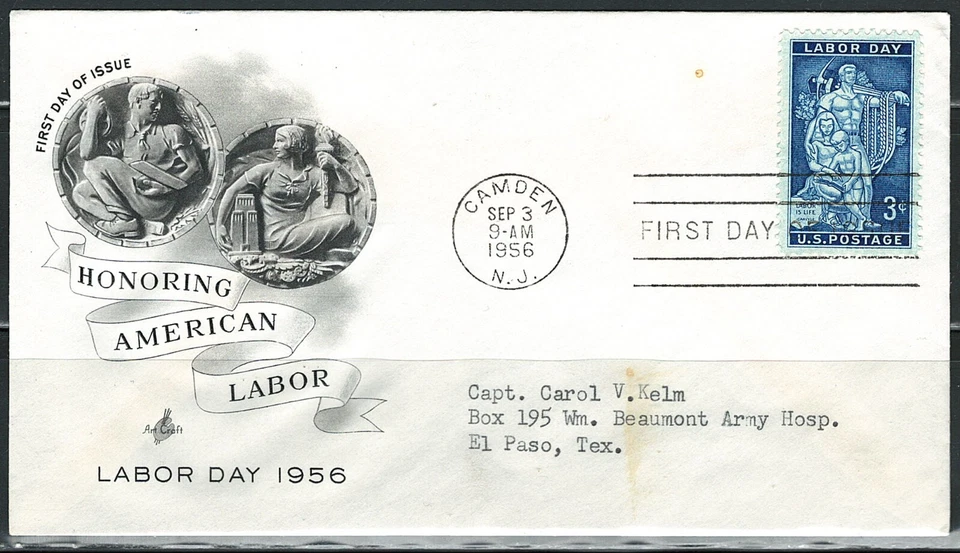 FIRST DAY OF ISSUE
HONORING
AMERICAN
LABOR
Art Craft
LABOR DAY 1956
CAMDEN
SEP 3
9-AM
1956
N.J.
FIRST DAY
LABOR DAY
LABOR
IS LIFE
CARLYLE
3¢
U.S. POSTAGE
Capt. Carol V.Kelm
Box 195 Wm. Beaumont Army Hosp.
El Paso, Tex.